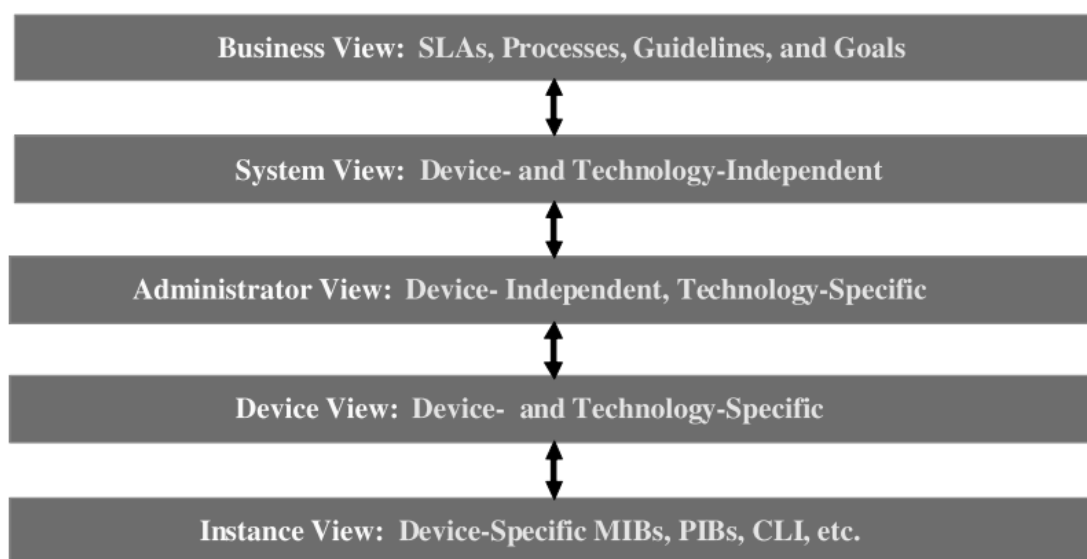 Business View: SLAs, Processes, Guidelines, and Goals
System View: Device- and Technology-Independent
Administrator View: Device- Independent, Technology-Specific
Device View: Device- and Technology-Specific
Instance View: Device-Specific MIBs, PIBs, CLI, etc.